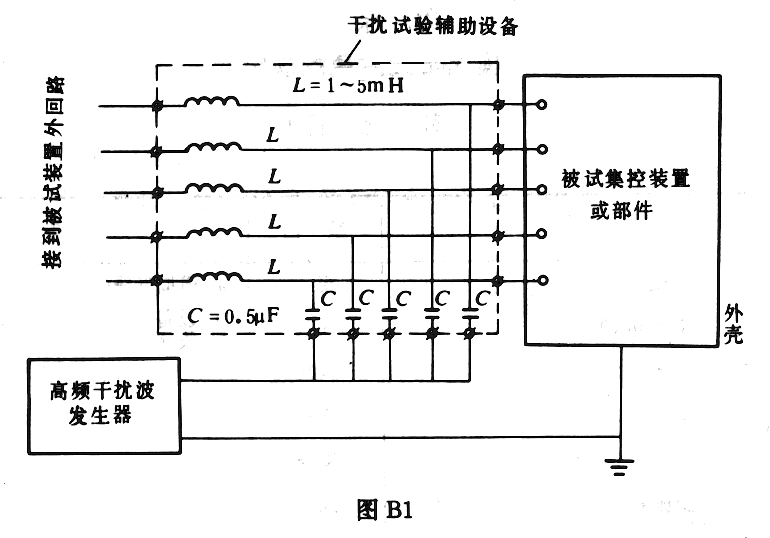 干扰试验辅助设备
L=1~5mH
L
L
L
L
接到被试装置外回路
被试集控装置
或部件
C=0.5μF
C
C
C
C
C
外壳
高频干扰波
发生器
图 B1